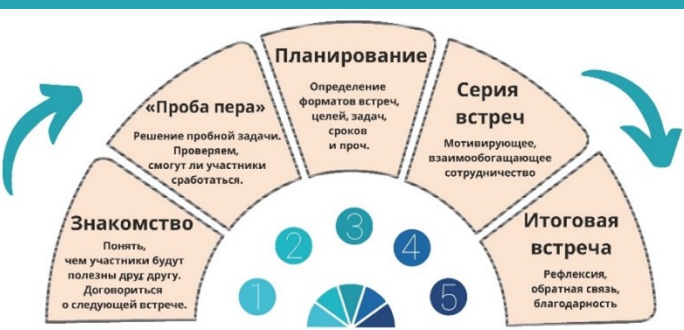 Знакомство
Понять,
чем участники будут
полезны друг другу.
Договориться
о следующей встрече.
«Проба пера»
Решение пробной задачи.
Проверяем,
смогут ли участники
сработаться.
Планирование
Определение
форматов встреч,
целей, задач,
сроков
и проч.
Серия
встреч
Мотивирующее,
взаимообогащающее
сотрудничество
Итоговая
встреча
Рефлексия,
обратная связь,
благодарность
1
2
3
4
5